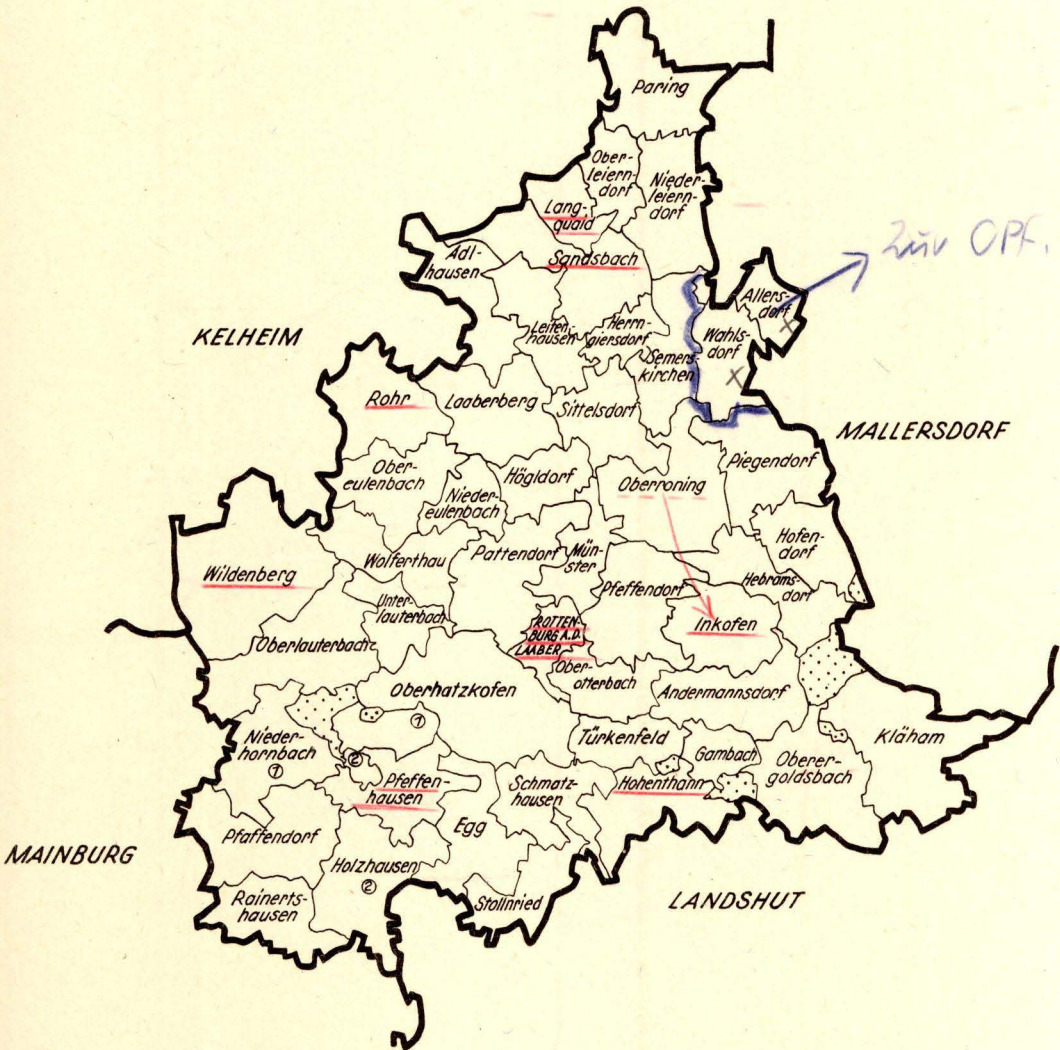 Paring
Ober-
leiern-
dorf
Nieder-
leiern-
dorf
Lang-
quaid
Adl-
hausen
Sandsbach
Zur OPf.
Allers-
dorf
x
KELHEIM
Leiten-
hausen
Herrn-
giersdorf
Wahls-
dorf
x
Semers-
kirchen
Rohr
Laaberberg
Sittelsdorf
MALLERSDORF
Ober-
eulenbach
Nieder-
eulenbach
Högldorf
Oberroning
Piegendorf
Hofen-
dorf
Wildenberg
Wolferthau
Pattendorf
Mün-
ster
Pfeffendorf
Hebrams-
dorf
Unter-
lauterbach
ROTTEN-
BURG A.D.
LAABER
Inkofen
Oberlauterbach
Oberhatzkofen
①
Ober-
otterbach
Andermannsdorf
Nieder-
hornbach
①
②
Pfeffen-
hausen
Türkenfeld
Gambach
Oberer-
goldsbach
Kläham
Schmatz-
hausen
Hohenthann
Pfaffendorf
Egg
MAINBURG
Holzhausen
②
Rainerts-
hausen
Stollnried
LANDSHUT